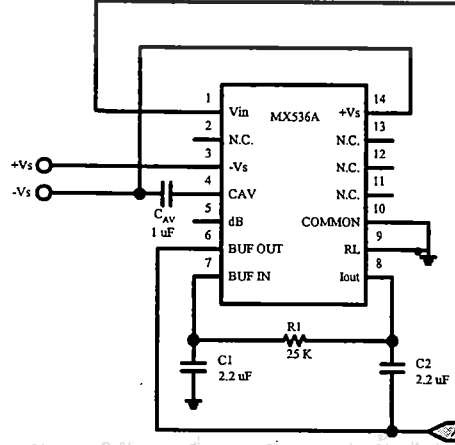 1
Vin
MX536A
+Vs
14
2
N.C.
N.C.
13
3
-Vs
N.C.
12
4
CAV
N.C.
11
5
dB
COMMON
10
6
BUF OUT
RL
9
7
BUF IN
Iout
8
+Vs
-Vs
CAV
1 uF
R1
25 K
C1
2.2 uF
C2
2.2 uF